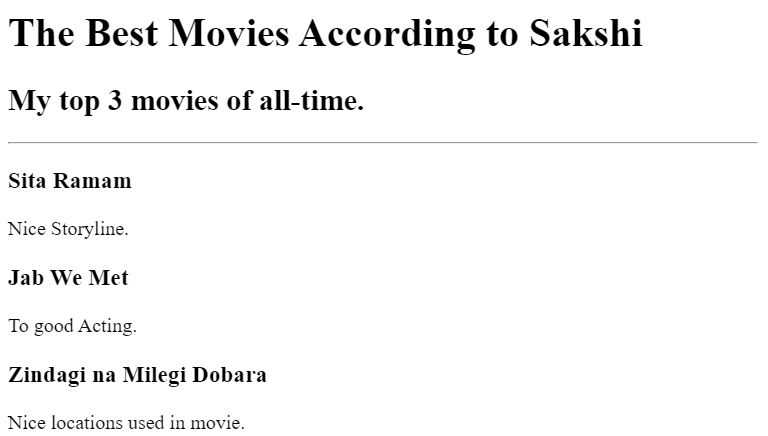 The Best Movies According to Sakshi
My top 3 movies of all-time.
Sita Ramam
Nice Storyline.
Jab We Met
To good Acting.
Zindagi na Milegi Dobara
Nice locations used in movie.